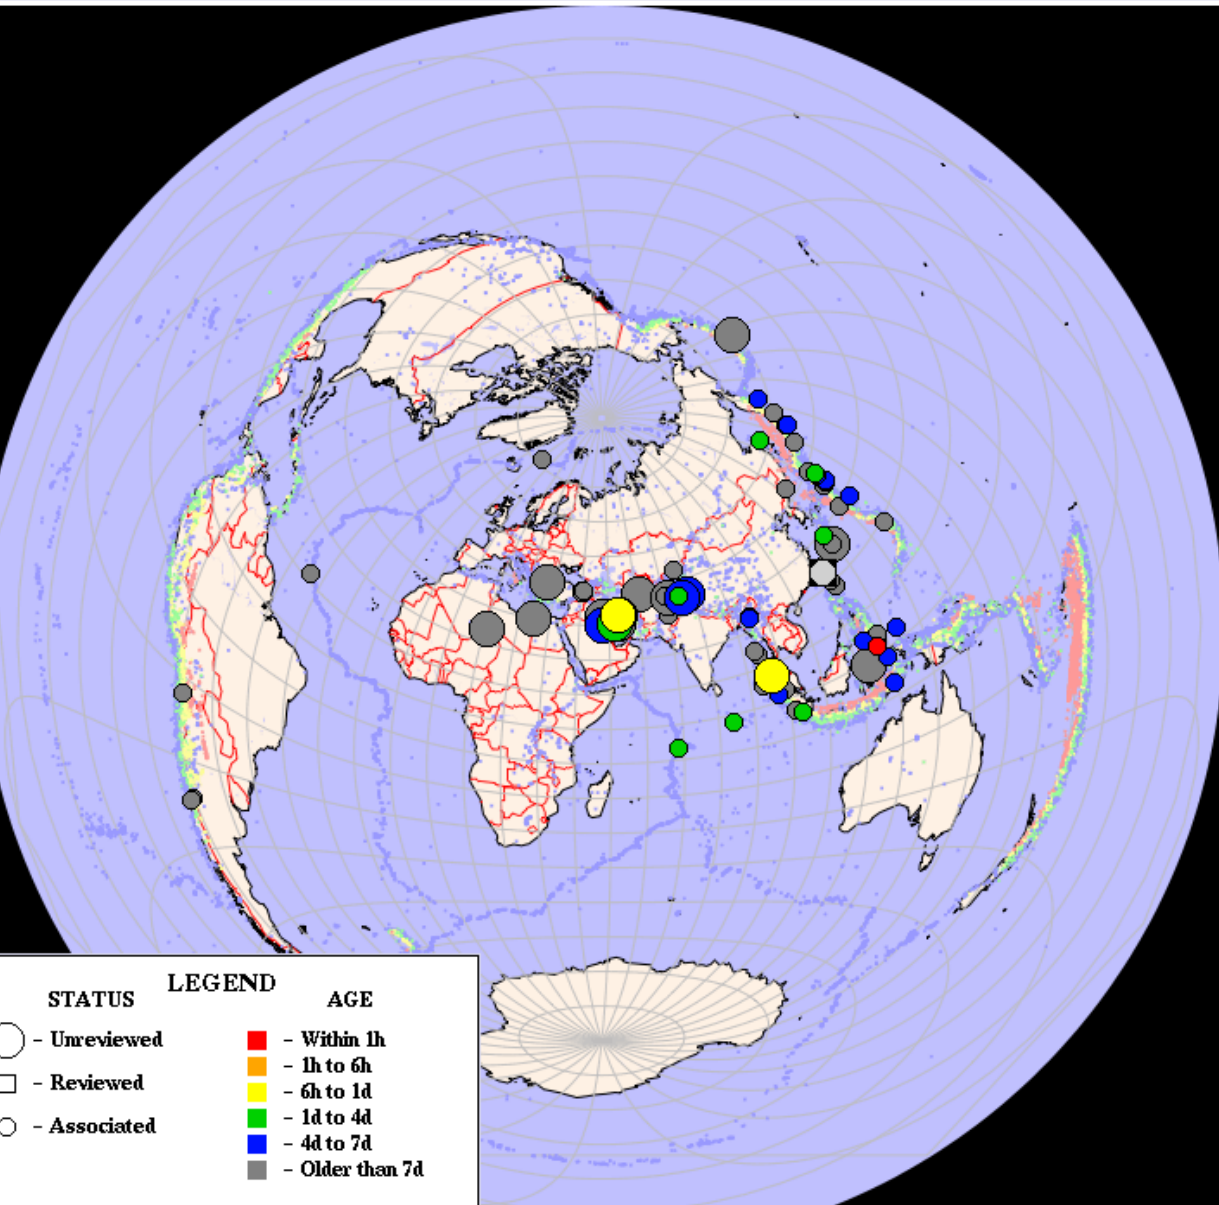 LEGEND
STATUS AGE
- Unreviewed - Within 1h
- 1h to 6h
- Reviewed - 6h to 1d
- Associated - 1d to 4d
- 4d to 7d
- Older than 7d